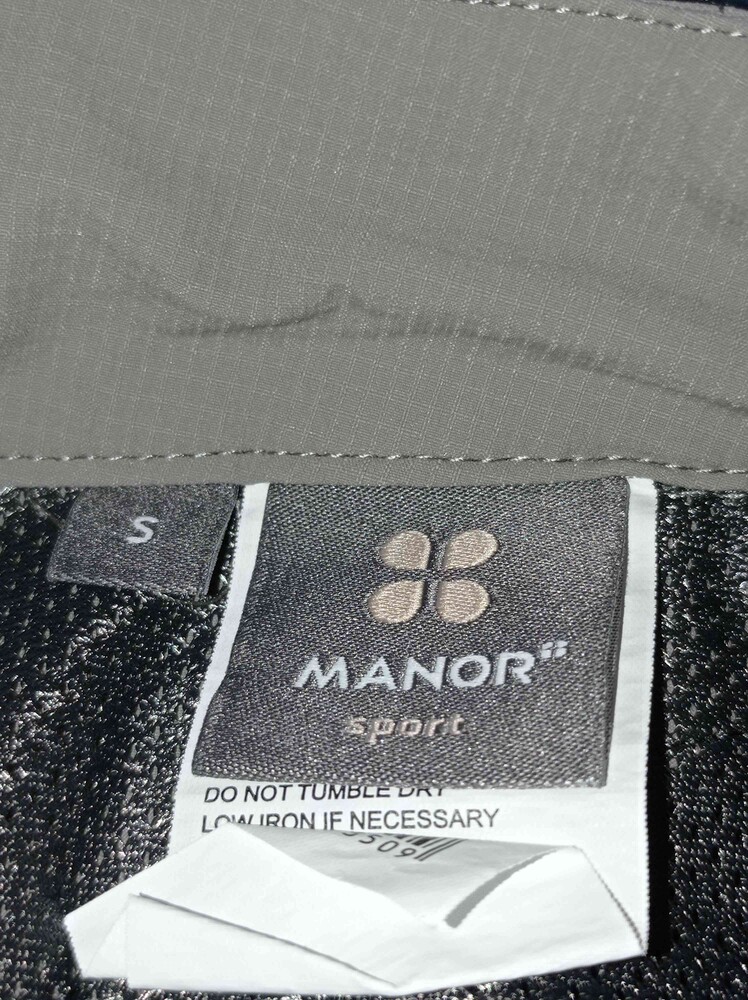 S
MANOR
sport
DO NOT TUMBLE DRY
LOW IRON IF NECESSARY